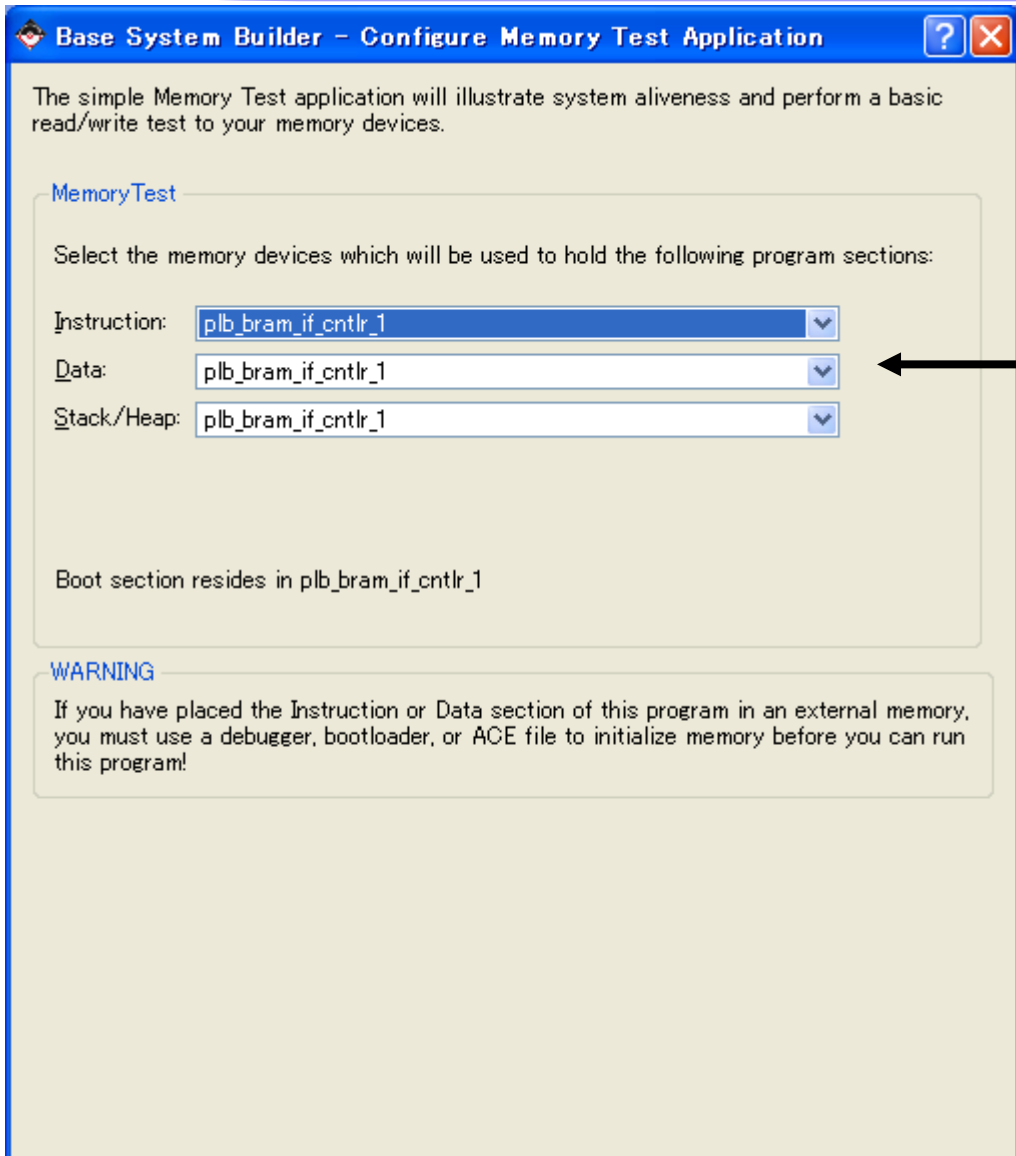 Base System Builder - Configure Memory Test Application
The simple Memory Test application will illustrate system aliveness and perform a basic
read/write test to your memory devices.
MemoryTest
Select the memory devices which will be used to hold the following program sections:
Instruction: plb_bram_if_cntlr_1
Data: plb_bram_if_cntlr_1
Stack/Heap: plb_bram_if_cntlr_1
Boot section resides in plb_bram_if_cntlr_1
WARNING
If you have placed the Instruction or Data section of this program in an external memory,
you must use a debugger, bootloader, or ACE file to initialize memory before you can run
this program!